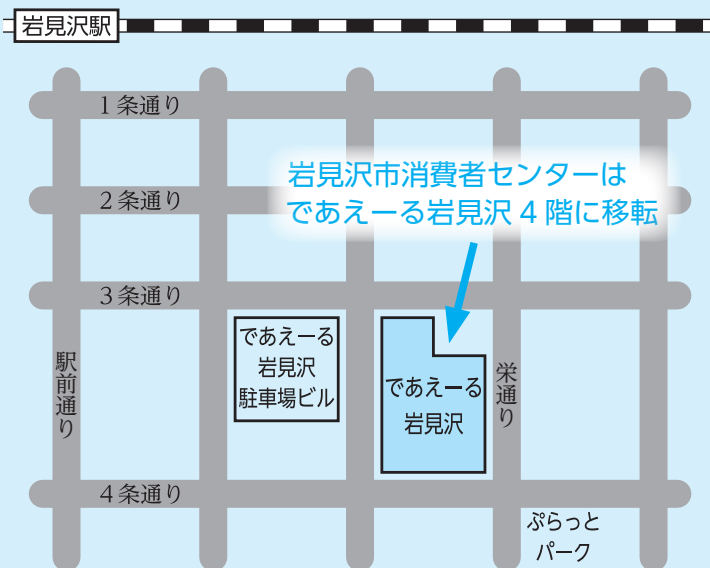 岩見沢駅
1条通り
岩見沢市消費者センターは
であえーる岩見沢4階に移転
2条通り
3条通り
であえーる
岩見沢
駐車場ビル
であえーる
岩見沢
駅前通り
栄通り
4条通り
ぷらっと
パーク